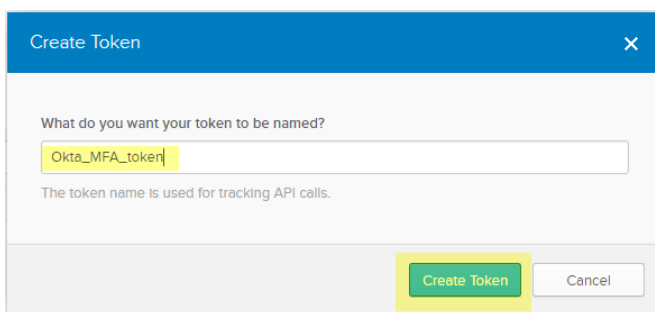 Create Token
What do you want your token to be named?
Okta_MFA_token
The token name is used for tracking API calls.
Create Token
Cancel